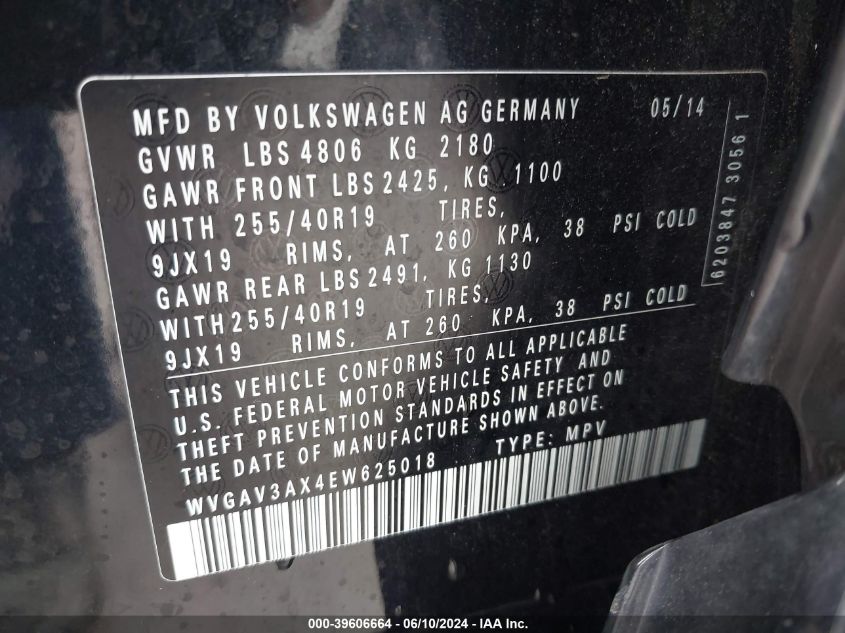 MFD BY VOLKSWAGEN AG GERMANY 05/14
GVWR LBS 4806 KG 2180
GAWR FRONT LBS 2425, KG 1100
WITH 255/40R19 TIRES,
9JX19 RIMS, AT 260 KPA, 38 PSI COLD
GAWR REAR LBS 2491, KG 1130
WITH 255/40R19 TIRES,
9JX19 RIMS, AT 260 KPA, 38 PSI COLD
THIS VEHICLE CONFORMS TO ALL APPLICABLE
U.S. FEDERAL MOTOR VEHICLE SAFETY AND
THEFT PREVENTION STANDARDS IN EFFECT ON
THE DATE OF MANUFACTURE SHOWN ABOVE.
WVGAV3AX4EW625018 TYPE: MPV
6203847 3056 1
000-39606664 - 06/10/2024 - IAA Inc.